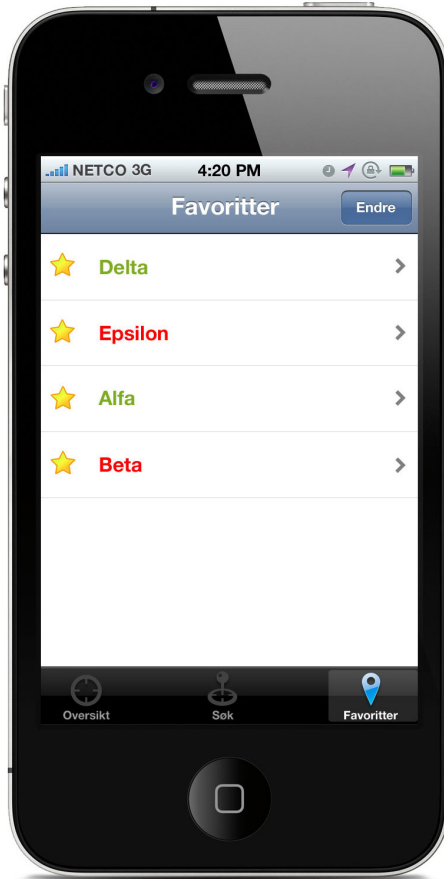 NETCO 3G 4:20 PM
Favoritter Endre
Delta
Epsilon
Alfa
Beta
Oversikt Søk Favoritter